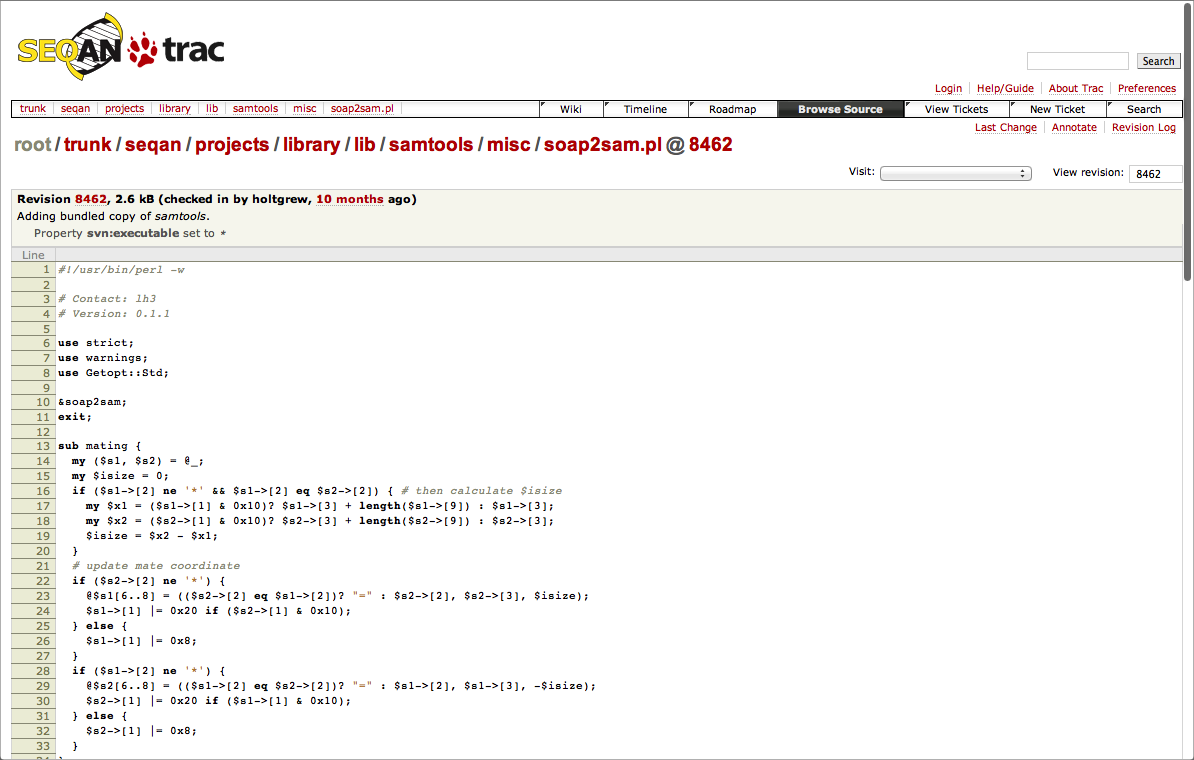 SEQAN trac
Search
Login Help/Guide About Trac Preferences
trunk seqan projects library lib samtools misc soap2sam.pl Wiki Timeline Roadmap Browse Source View Tickets New Ticket Search
Last Change Annotate Revision Log
root/trunk/seqan/projects/library/lib/samtools/misc/soap2sam.pl @ 8462
Visit: View revision: 8462
Revision 8462, 2.6 kB (checked in by holtgrew, 10 months ago)
Adding bundled copy of samtools.
Property svn:executable set to *
Line
1 #!/usr/bin/perl -w
2
3 # Contact: lh3
4 # Version: 0.1.1
5
6 use strict;
7 use warnings;
8 use Getopt::Std;
9
10 &soap2sam;
11 exit;
12
13 sub mating {
14 my ($s1, $s2) = @_;
15 my $isize = 0;
16 if ($s1->[2] ne '*' && $s1->[2] eq $s2->[2]) { # then calculate $isize
17 my $x1 = ($s1->[1] & 0x10)? $s1->[3] + length($s1->[9]) : $s1->[3];
18 my $x2 = ($s2->[1] & 0x10)? $s2->[3] + length($s2->[9]) : $s2->[3];
19 $isize = $x2 - $x1;
20 }
21 # update mate coordinate
22 if ($s2->[2] ne '*') {
23 @$s1[6..8] = (($s2->[2] eq $s1->[2])? "=" : $s2->[2], $s2->[3], $isize);
24 $s1->[1] |= 0x20 if ($s2->[1] & 0x10);
25 } else {
26 $s1->[1] |= 0x8;
27 }
28 if ($s1->[2] ne '*') {
29 @$s2[6..8] = (($s1->[2] eq $s2->[2])? "=" : $s1->[2], $s1->[3], -$isize);
30 $s2->[1] |= 0x20 if ($s1->[1] & 0x10);
31 } else {
32 $s2->[1] |= 0x8;
33 }